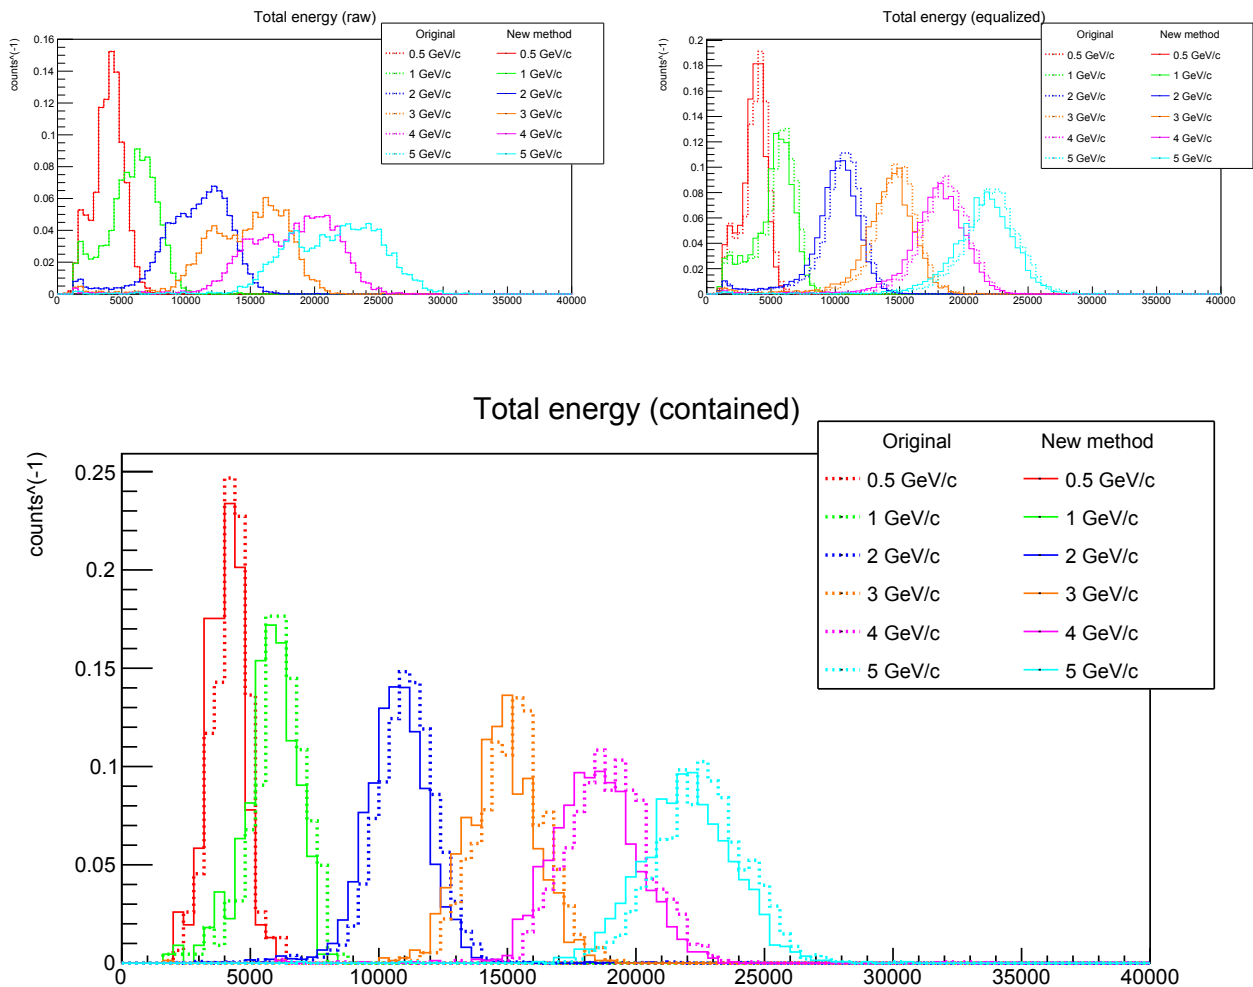 Total energy (raw)
counts^(-1)
Original New method
0.5 GeV/c 0.5 GeV/c
1 GeV/c 1 GeV/c
2 GeV/c 2 GeV/c
3 GeV/c 3 GeV/c
4 GeV/c 4 GeV/c
5 GeV/c 5 GeV/c
0.16
0.14
0.12
0.1
0.08
0.06
0.04
0.02
0
0 5000 10000 15000 20000 25000 30000 35000 40000
Total energy (equalized)
counts^(-1)
Original New method
0.5 GeV/c 0.5 GeV/c
1 GeV/c 1 GeV/c
2 GeV/c 2 GeV/c
3 GeV/c 3 GeV/c
4 GeV/c 4 GeV/c
5 GeV/c 5 GeV/c
0.2
0.18
0.16
0.14
0.12
0.1
0.08
0.06
0.04
0.02
0
0 5000 10000 15000 20000 25000 30000 35000 40000
Total energy (contained)
counts^(-1)
Original New method
0.5 GeV/c 0.5 GeV/c
1 GeV/c 1 GeV/c
2 GeV/c 2 GeV/c
3 GeV/c 3 GeV/c
4 GeV/c 4 GeV/c
5 GeV/c 5 GeV/c
0.25
0.2
0.15
0.1
0.05
0
0 5000 10000 15000 20000 25000 30000 35000 40000